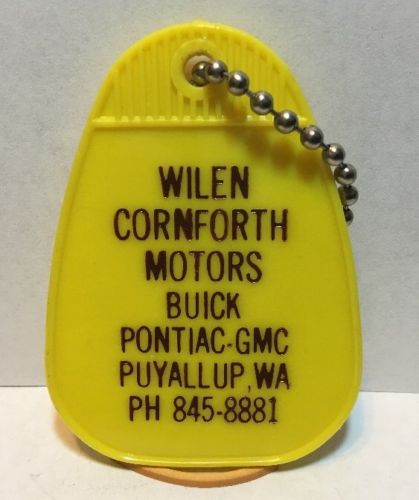 WILEN
CORNFORTH
MOTORS
BUICK
PONTIAC-GMC
PUYALLUP, WA
PH 845-8881